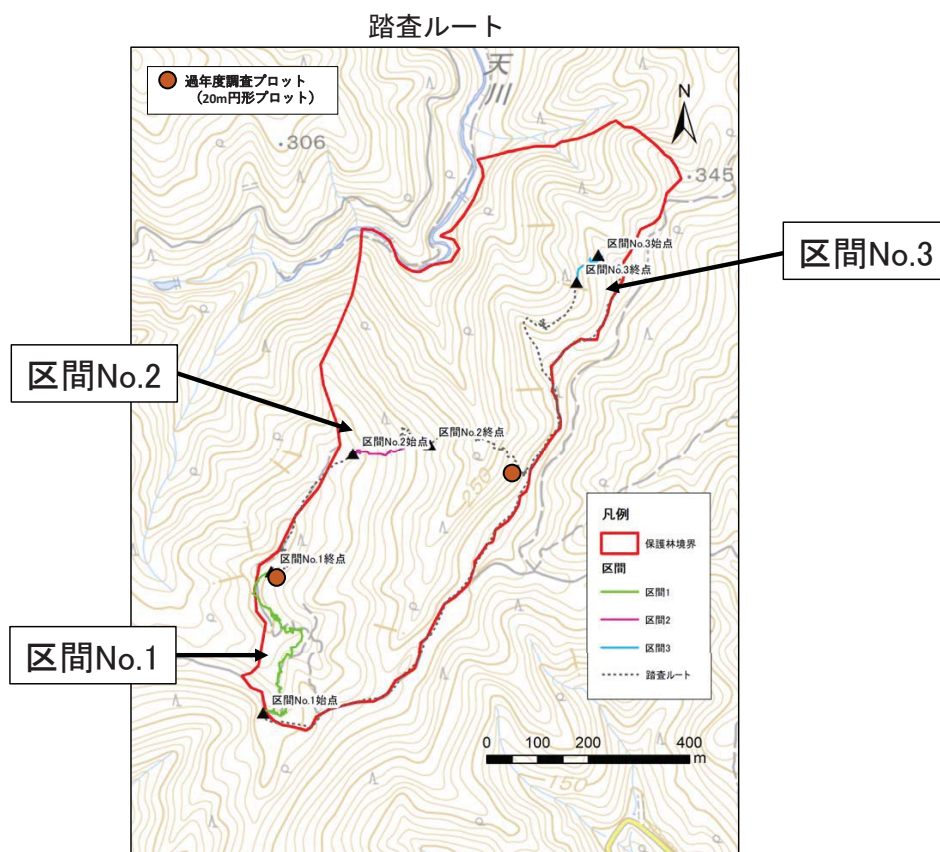 踏査ルート
過年度調査プロット
（20m円形プロット）
天川
N
・306
・345
区間No.3始点
区間No.3終点
区間No.3
区間No.2
区間No.2始点
区間No.2終点
250
凡例
保護林境界
区間
区間1
区間2
区間3
踏査ルート
区間No.1終点
区間No.1
区間No.1始点
0 100 200 400
m
150